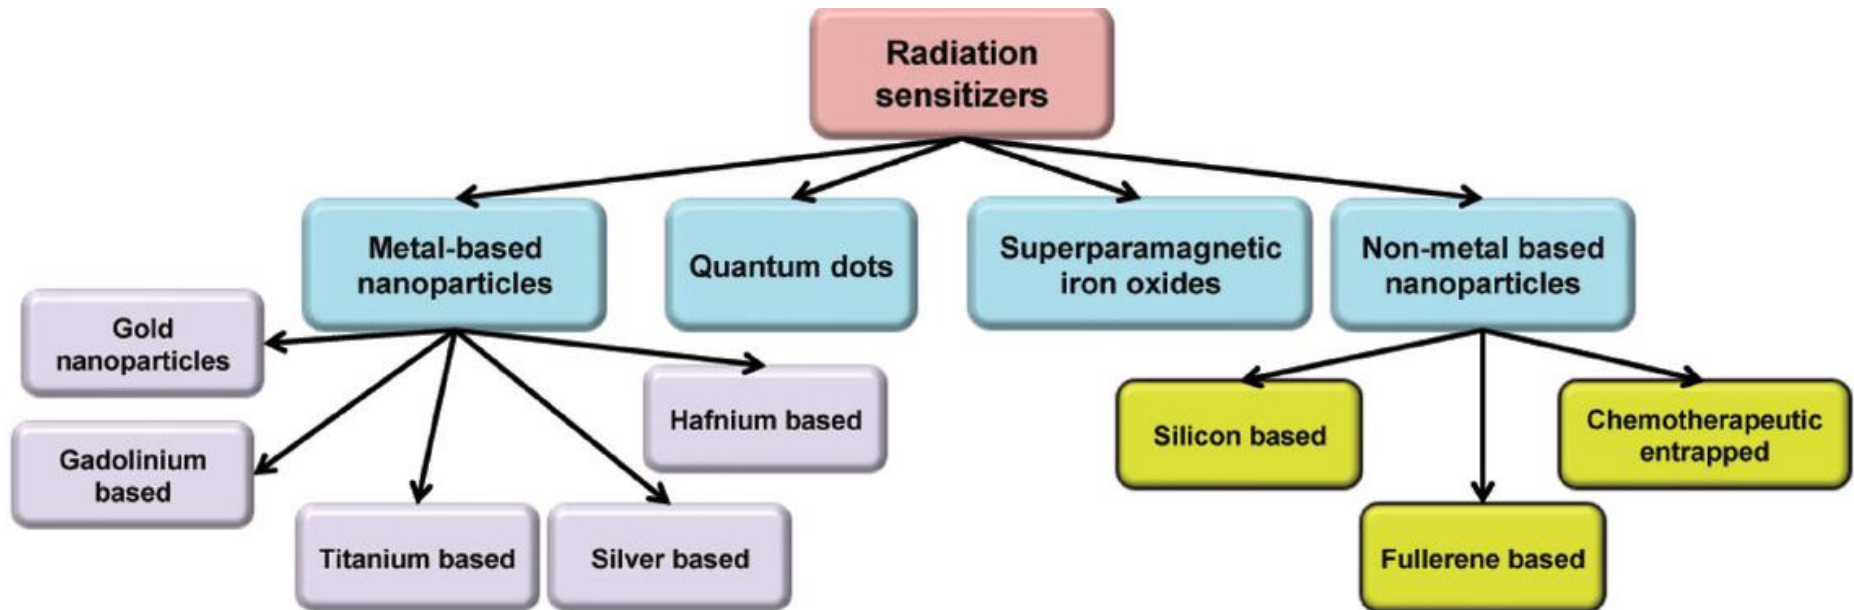 Radiation
sensitizers
Metal-based
nanoparticles
Quantum dots
Superparamagnetic
iron oxides
Non-metal based
nanoparticles
Gold
nanoparticles
Gadolinium
based
Titanium based
Silver based
Hafnium based
Silicon based
Fullerene based
Chemotherapeutic
entrapped